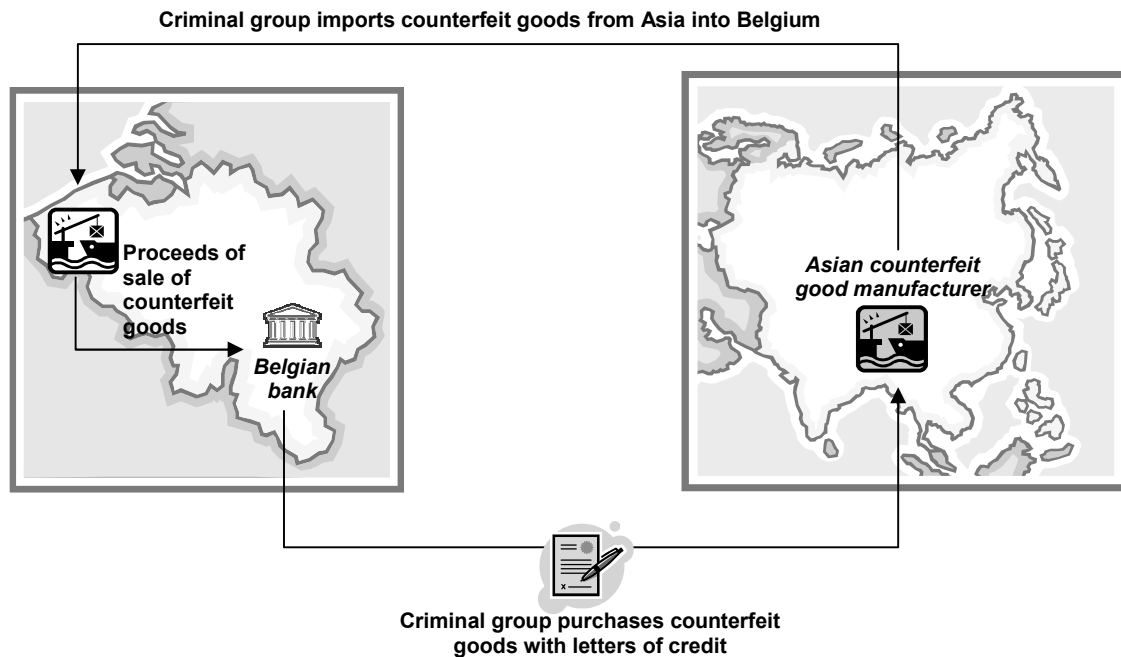 Criminal group imports counterfeit goods from Asia into Belgium
Proceeds of
sale of
counterfeit
goods
Belgian
bank
Asian counterfeit
good manufacturer
Criminal group purchases counterfeit
goods with letters of credit